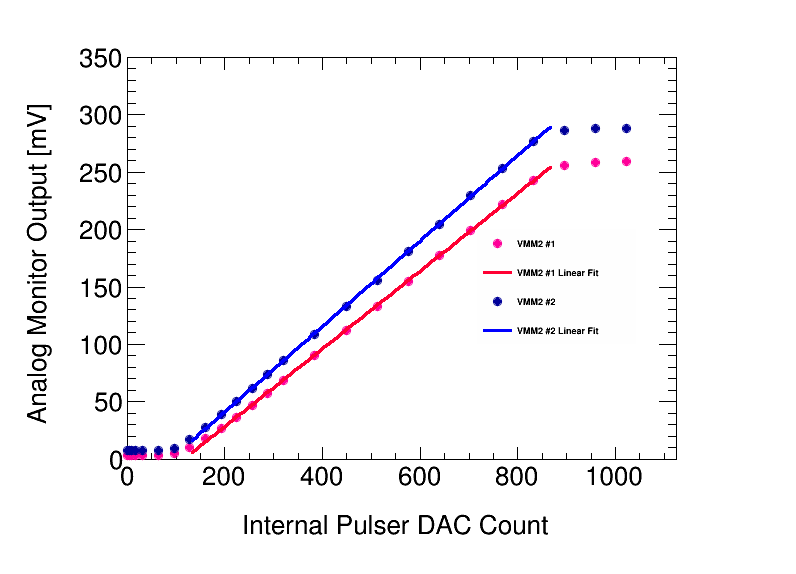 350
300
250
200
150
100
50
0
0 200 400 600 800 1000
Analog Monitor Output [mV]
Internal Pulser DAC Count
VMM2 #1
VMM2 #1 Linear Fit
VMM2 #2
VMM2 #2 Linear Fit